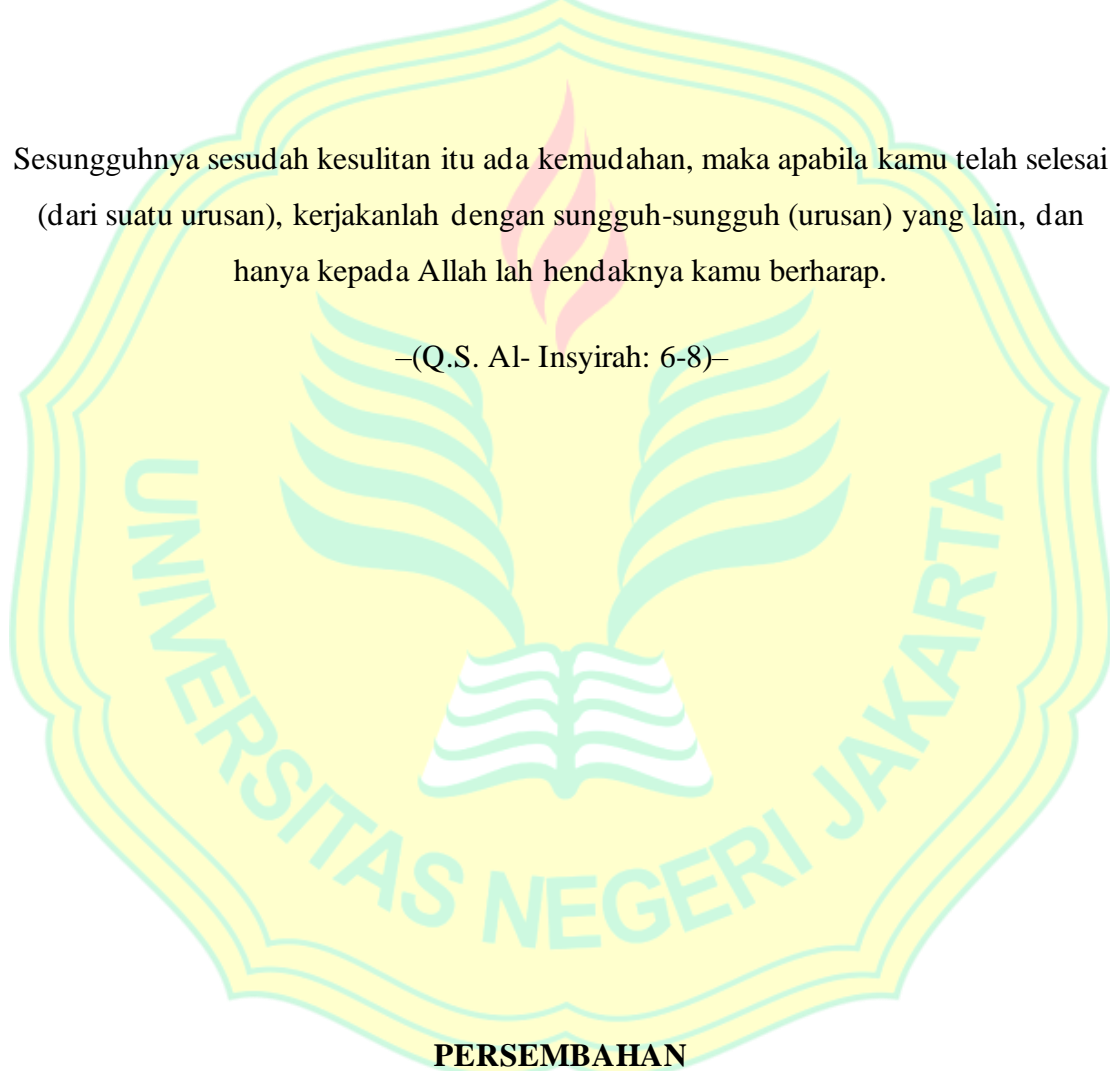 Sesungguhnya sesudah kesulitan itu ada kemudahan, maka apabila kamu telah selesai
(dari suatu urusan), kerjakanlah dengan sungguh-sungguh (urusan) yang lain, dan
hanya kepada Allah lah hendaknya kamu berharap.
–(Q.S. Al- Insyirah: 6-8)–
UNIVERSITAS NEGERI JAKARTA
PERSEMBAHAN